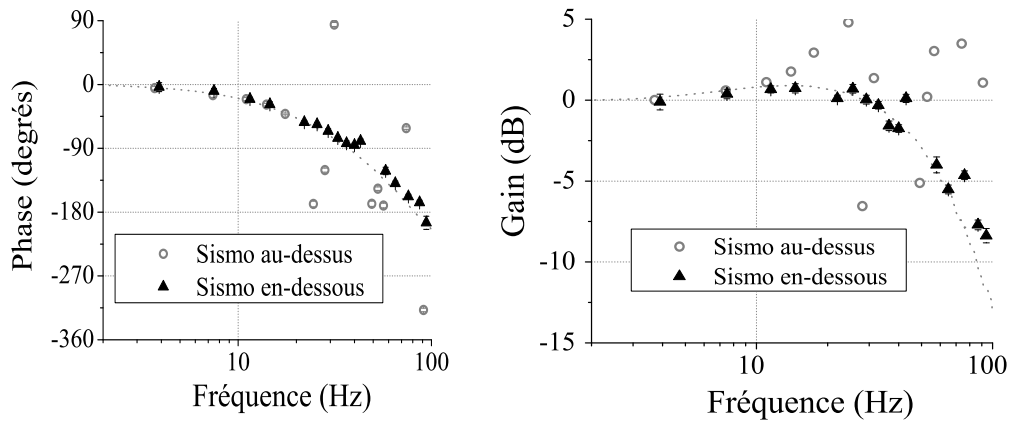 90
0
-90
-180
-270
-360
Phase (degrés)
Sismo au-dessus
Sismo en-dessous
10
100
Fréquence (Hz)
5
0
-5
-10
-15
Gain (dB)
Sismo au-dessus
Sismo en-dessous
10
100
Fréquence (Hz)